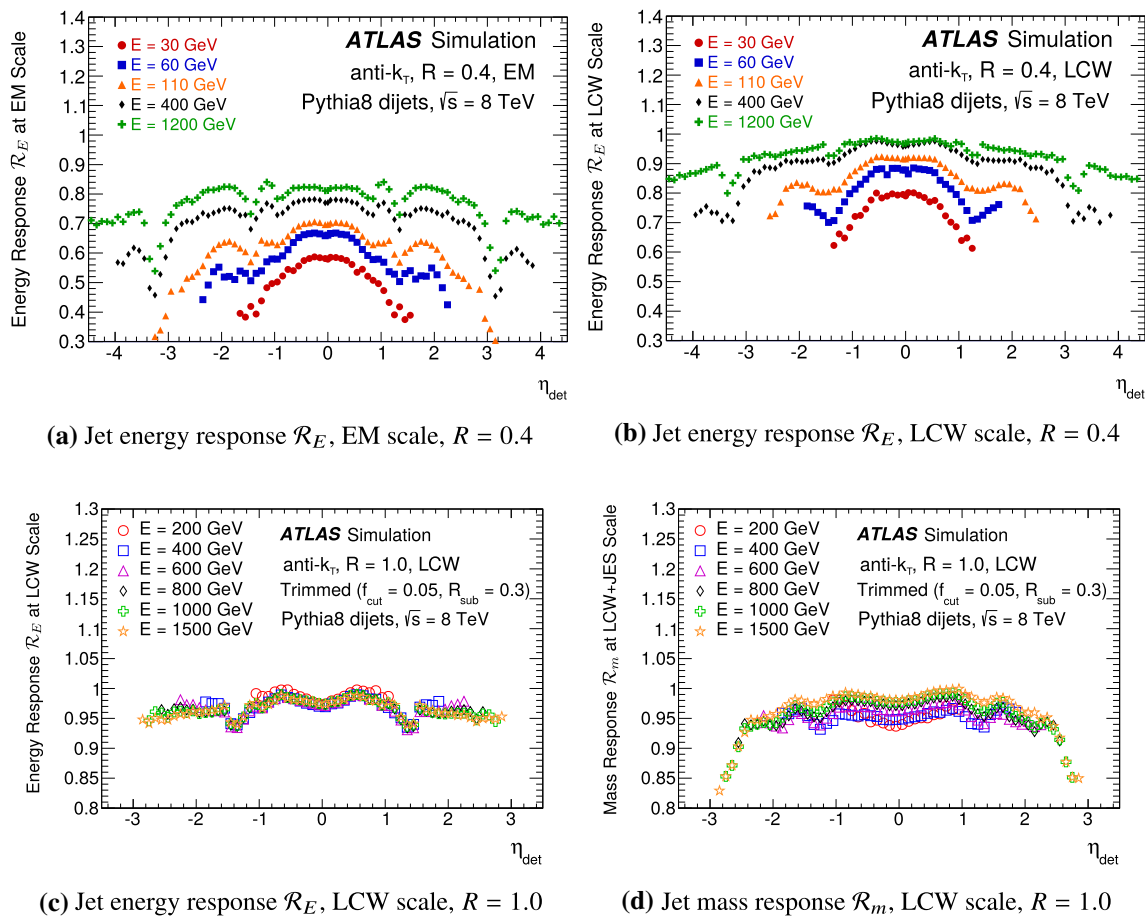 1.4
1.3
1.2
1.1
1
0.9
0.8
0.7
0.6
0.5
0.4
0.3
Energy Response ℛE at EM Scale
E = 30 GeV
E = 60 GeV
E = 110 GeV
E = 400 GeV
E = 1200 GeV
ATLAS Simulation
anti-kT, R = 0.4, EM
Pythia8 dijets, √s = 8 TeV
-4 -3 -2 -1 0 1 2 3 4
ηdet
(a) Jet energy response ℛE, EM scale, R = 0.4
1.4
1.3
1.2
1.1
1
0.9
0.8
0.7
0.6
0.5
0.4
0.3
Energy Response ℛE at LCW Scale
E = 30 GeV
E = 60 GeV
E = 110 GeV
E = 400 GeV
E = 1200 GeV
ATLAS Simulation
anti-kT, R = 0.4, LCW
Pythia8 dijets, √s = 8 TeV
-4 -3 -2 -1 0 1 2 3 4
ηdet
(b) Jet energy response ℛE, LCW scale, R = 0.4
1.3
1.25
1.2
1.15
1.1
1.05
1
0.95
0.9
0.85
0.8
Energy Response ℛE at LCW Scale
E = 200 GeV
E = 400 GeV
E = 600 GeV
E = 800 GeV
E = 1000 GeV
E = 1500 GeV
ATLAS Simulation
anti-kT, R = 1.0, LCW
Trimmed (fcut = 0.05, Rsub = 0.3)
Pythia8 dijets, √s = 8 TeV
-3 -2 -1 0 1 2 3
ηdet
(c) Jet energy response ℛE, LCW scale, R = 1.0
1.3
1.25
1.2
1.15
1.1
1.05
1
0.95
0.9
0.85
0.8
Mass Response ℛm at LCW+JES Scale
E = 200 GeV
E = 400 GeV
E = 600 GeV
E = 800 GeV
E = 1000 GeV
E = 1500 GeV
ATLAS Simulation
anti-kT, R = 1.0, LCW
Trimmed (fcut = 0.05, Rsub = 0.3)
Pythia8 dijets, √s = 8 TeV
-3 -2 -1 0 1 2 3
ηdet
(d) Jet mass response ℛm, LCW scale, R = 1.0